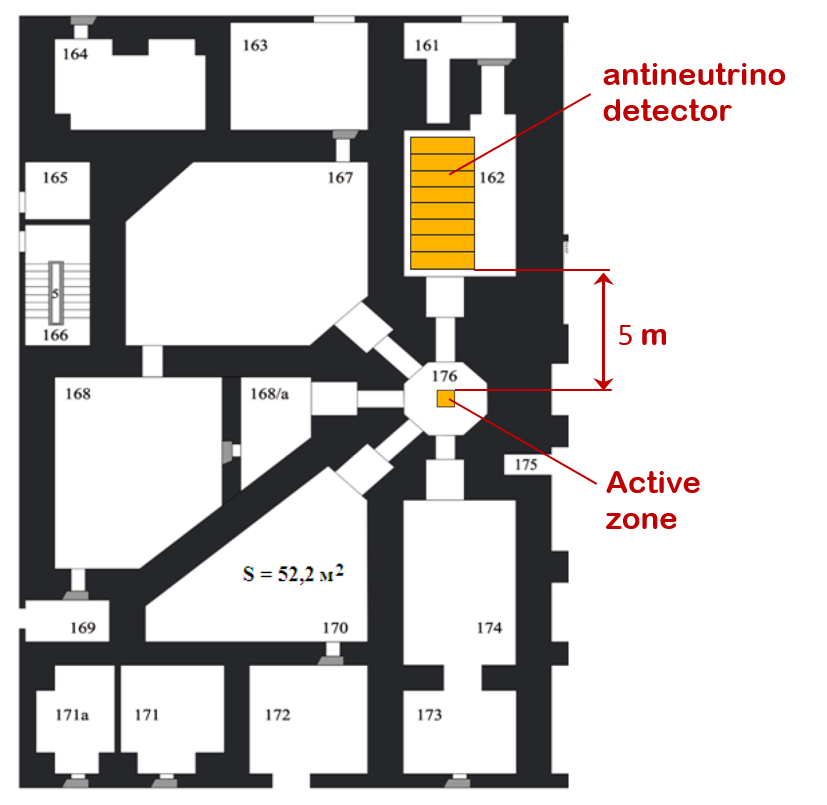 164
163
161
antineutrino
detector
165
167
162
5
166
5 m
176
168
168/a
175
Active
zone
S = 52,2 м²
169
170
174
171a
171
172
173